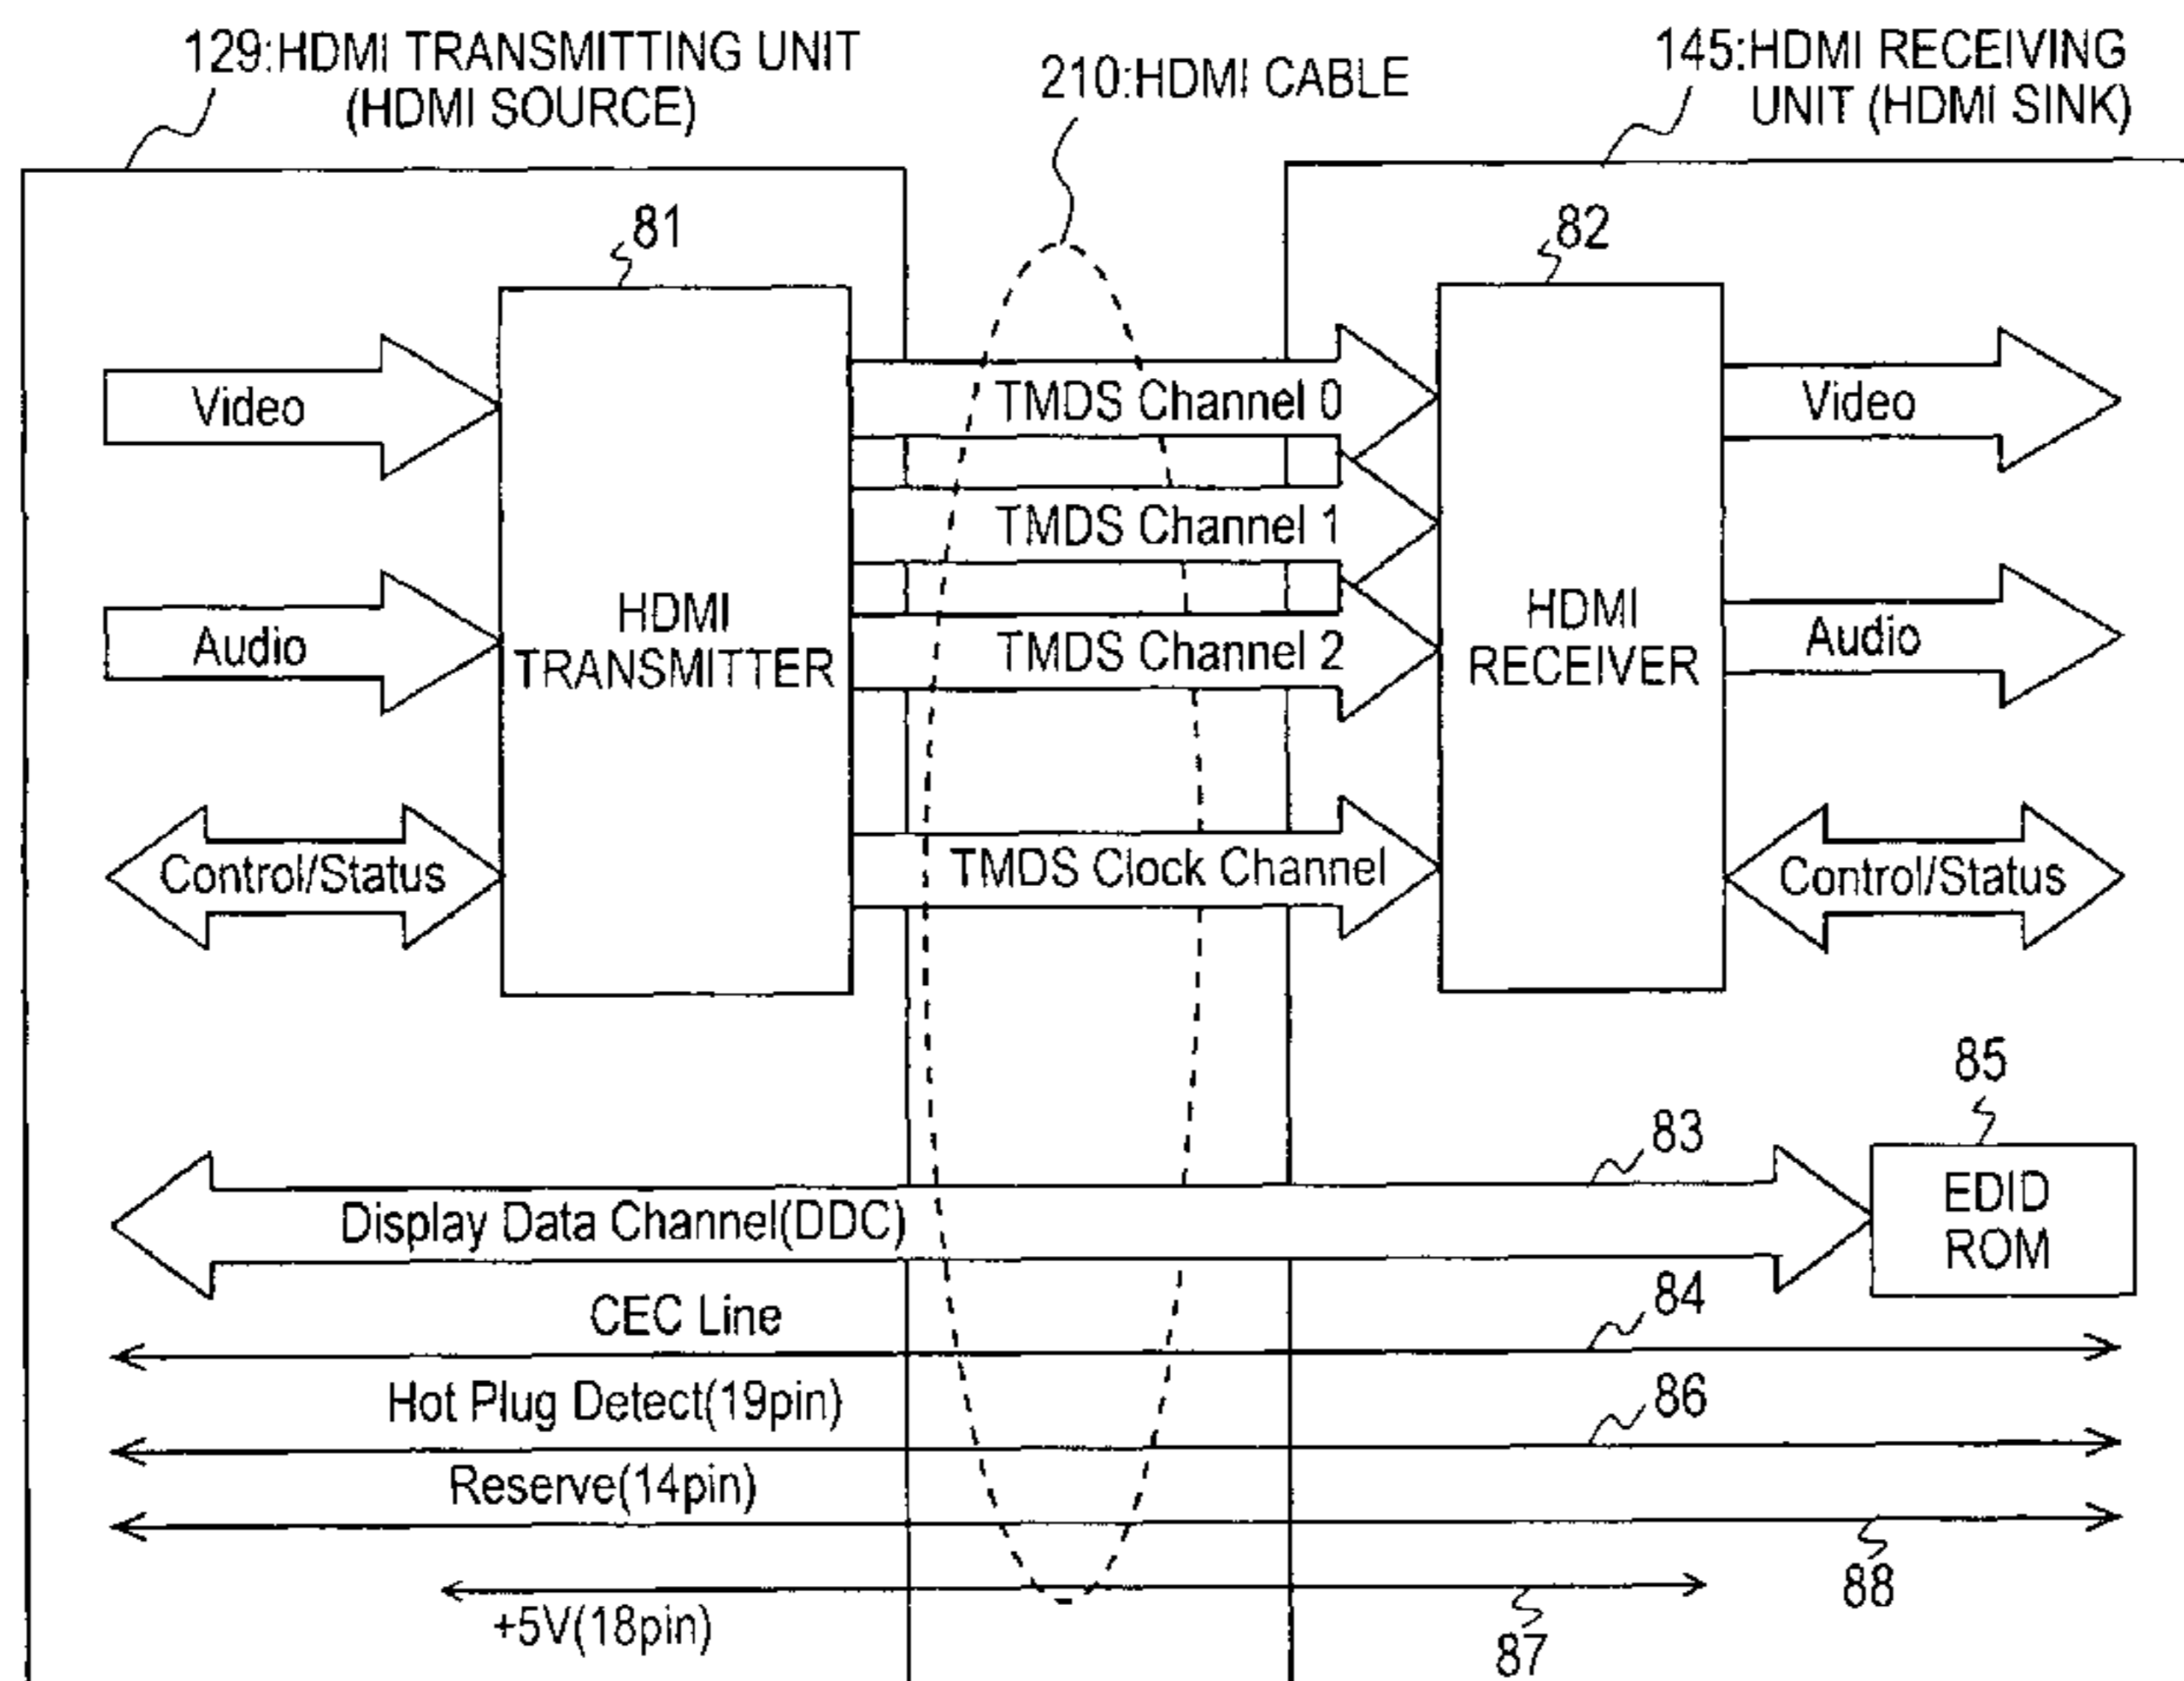 129:HDMI TRANSMITTING UNIT
(HDMI SOURCE)
210:HDMI CABLE
145:HDMI RECEIVING
UNIT (HDMI SINK)
81
82
Video
TMDS Channel 0
Video
TMDS Channel 1
Audio
HDMI
TRANSMITTER
TMDS Channel 2
HDMI
RECEIVER
Audio
Control/Status
TMDS Clock Channel
Control/Status
85
83
Display Data Channel(DDC)
EDID
ROM
CEC Line
84
Hot Plug Detect(19pin)
86
Reserve(14pin)
88
+5V(18pin)
87